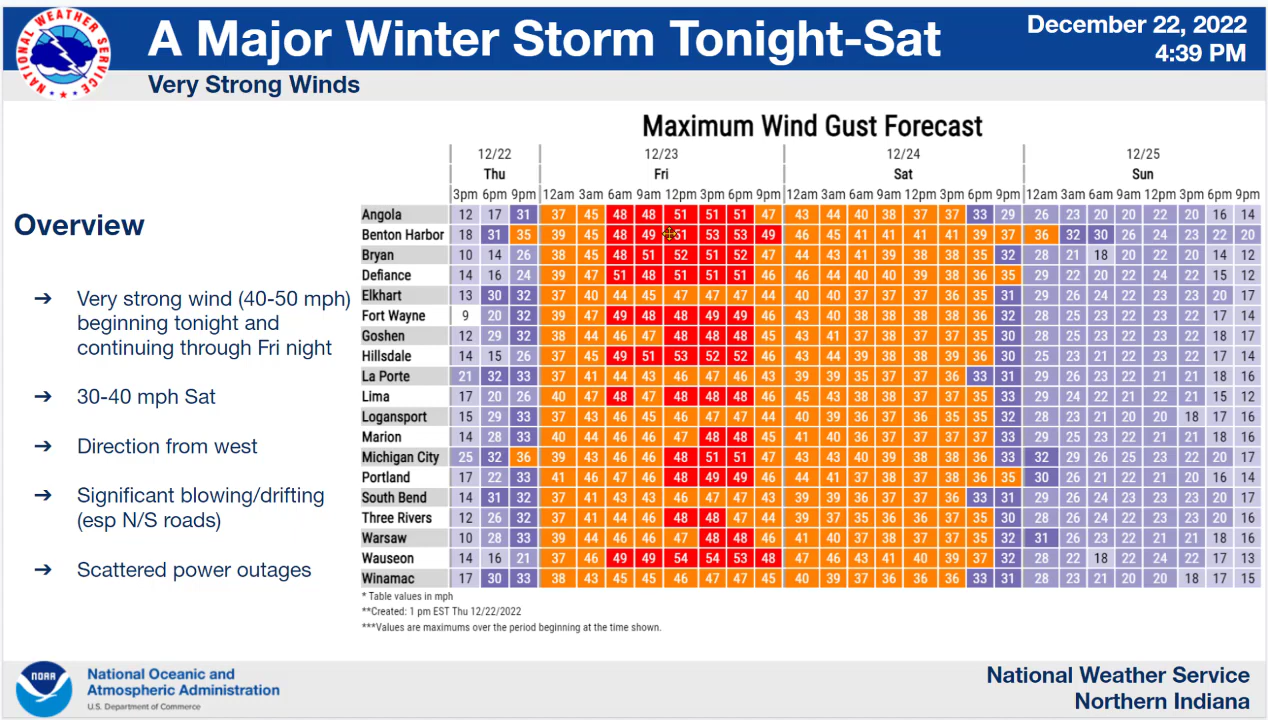 NATIONAL WEATHER SERVICE
A Major Winter Storm Tonight-Sat
December 22, 2022
4:39 PM
Very Strong Winds
Overview
➔ Very strong wind (40-50 mph)
beginning tonight and
continuing through Fri night
➔ 30-40 mph Sat
➔ Direction from west
➔ Significant blowing/drifting
(esp N/S roads)
➔ Scattered power outages
Maximum Wind Gust Forecast
12/22 12/23 12/24 12/25
Thu Fri Sat Sun
3pm 6pm 9pm 12am 3am 6am 9am 12pm 3pm 6pm 9pm 12am 3am 6am 9am 12pm 3pm 6pm 9pm 12am 3am 6am 9am 12pm 3pm 6pm 9pm
Angola 12 17 31 37 45 48 48 51 51 51 47 43 44 40 38 37 37 33 29 26 23 20 20 22 20 16 14
Benton Harbor 18 31 35 39 45 48 49 51 53 53 49 46 45 41 41 41 41 39 37 36 32 30 26 24 23 22 20
Bryan 10 14 26 38 45 48 51 52 51 52 47 44 43 41 39 38 38 35 32 28 21 18 20 22 20 14 12
Defiance 14 16 24 39 47 51 48 51 51 51 46 46 44 40 40 39 38 36 35 29 22 20 22 24 22 15 12
Elkhart 13 30 32 37 40 44 45 47 47 47 44 40 40 38 37 37 36 35 31 29 26 24 22 23 23 20 17
Fort Wayne 9 20 32 39 47 49 48 48 49 49 46 43 40 38 38 38 38 36 32 28 25 23 22 23 22 17 14
Goshen 12 29 32 38 44 46 47 48 48 48 45 43 41 37 38 37 37 35 30 28 25 23 22 23 22 18 17
Hillsdale 14 15 26 37 45 49 51 53 52 52 46 43 44 39 38 38 39 36 30 25 23 21 22 23 22 17 14
La Porte 21 32 33 37 41 44 43 46 47 46 43 39 39 35 37 37 36 33 31 29 26 23 22 21 21 18 16
Lima 17 20 26 40 47 48 47 48 48 48 46 45 43 38 38 37 37 35 33 29 24 22 21 22 21 15 12
Logansport 15 29 33 37 43 46 45 46 47 47 44 40 40 36 37 36 35 35 32 28 23 21 20 20 18 17 16
Marion 14 28 33 40 44 46 46 47 48 48 45 41 40 36 37 37 37 37 33 29 25 23 22 21 21 18 16
Michigan City 25 32 36 39 43 46 46 48 51 51 47 43 43 40 39 38 38 36 33 32 29 26 25 23 22 20 17
Portland 17 22 33 41 46 47 46 48 49 49 46 44 41 37 38 37 38 36 35 30 26 21 22 21 20 16 14
South Bend 14 31 32 37 41 43 43 46 47 47 43 39 39 36 37 37 36 33 31 29 26 24 23 23 23 20 17
Three Rivers 12 26 32 37 41 44 46 48 48 47 44 39 37 35 36 36 37 35 30 28 26 24 22 23 23 20 16
Warsaw 10 28 33 39 44 46 46 47 48 48 46 41 40 37 38 37 37 35 32 31 26 23 22 21 21 18 16
Wauseon 14 16 21 37 46 49 49 54 54 53 48 47 46 43 41 40 39 37 32 28 22 18 22 24 22 17 13
Winamac 17 30 33 38 43 45 45 46 47 47 45 40 39 37 36 36 36 33 31 28 23 21 20 20 18 17 15
* Table values in mph
**Created: 1 pm EST Thu 12/22/2022
***Values are maximums over the period beginning at the time shown.
NOAA
National Oceanic and
Atmospheric Administration
U.S. Department of Commerce
National Weather Service
Northern Indiana